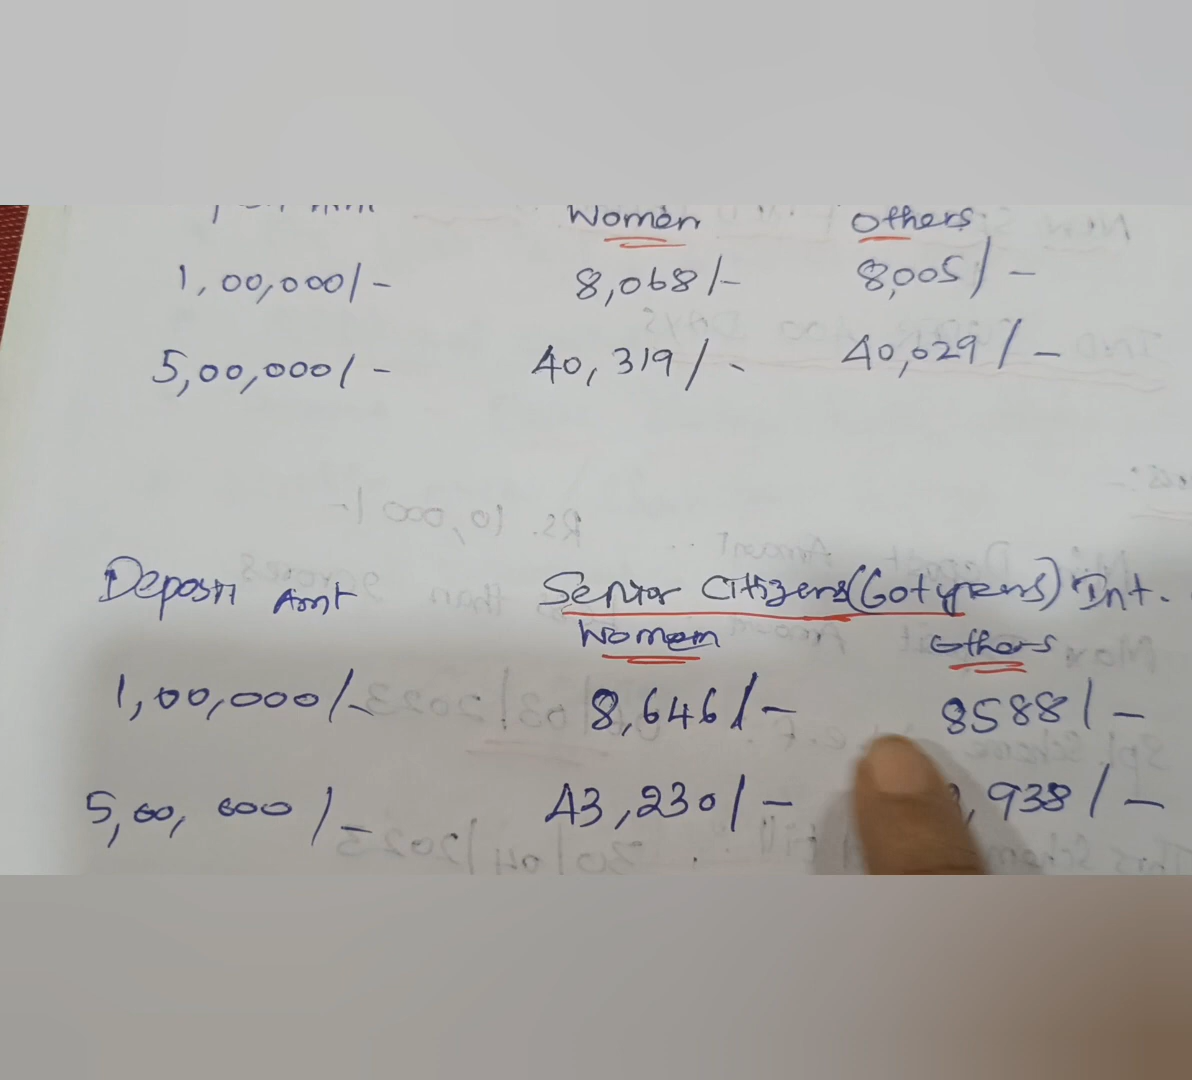 Women Others
1,00,000/- 8,068/- 8,005/-
5,00,000/- 40,319/- 40,029/-
Deposit Amt Senior Citizens(60+years) Int.
Women Others
1,00,000/- 8,646/- 8588/-
5,00,000/- 43,230/- ,938/-